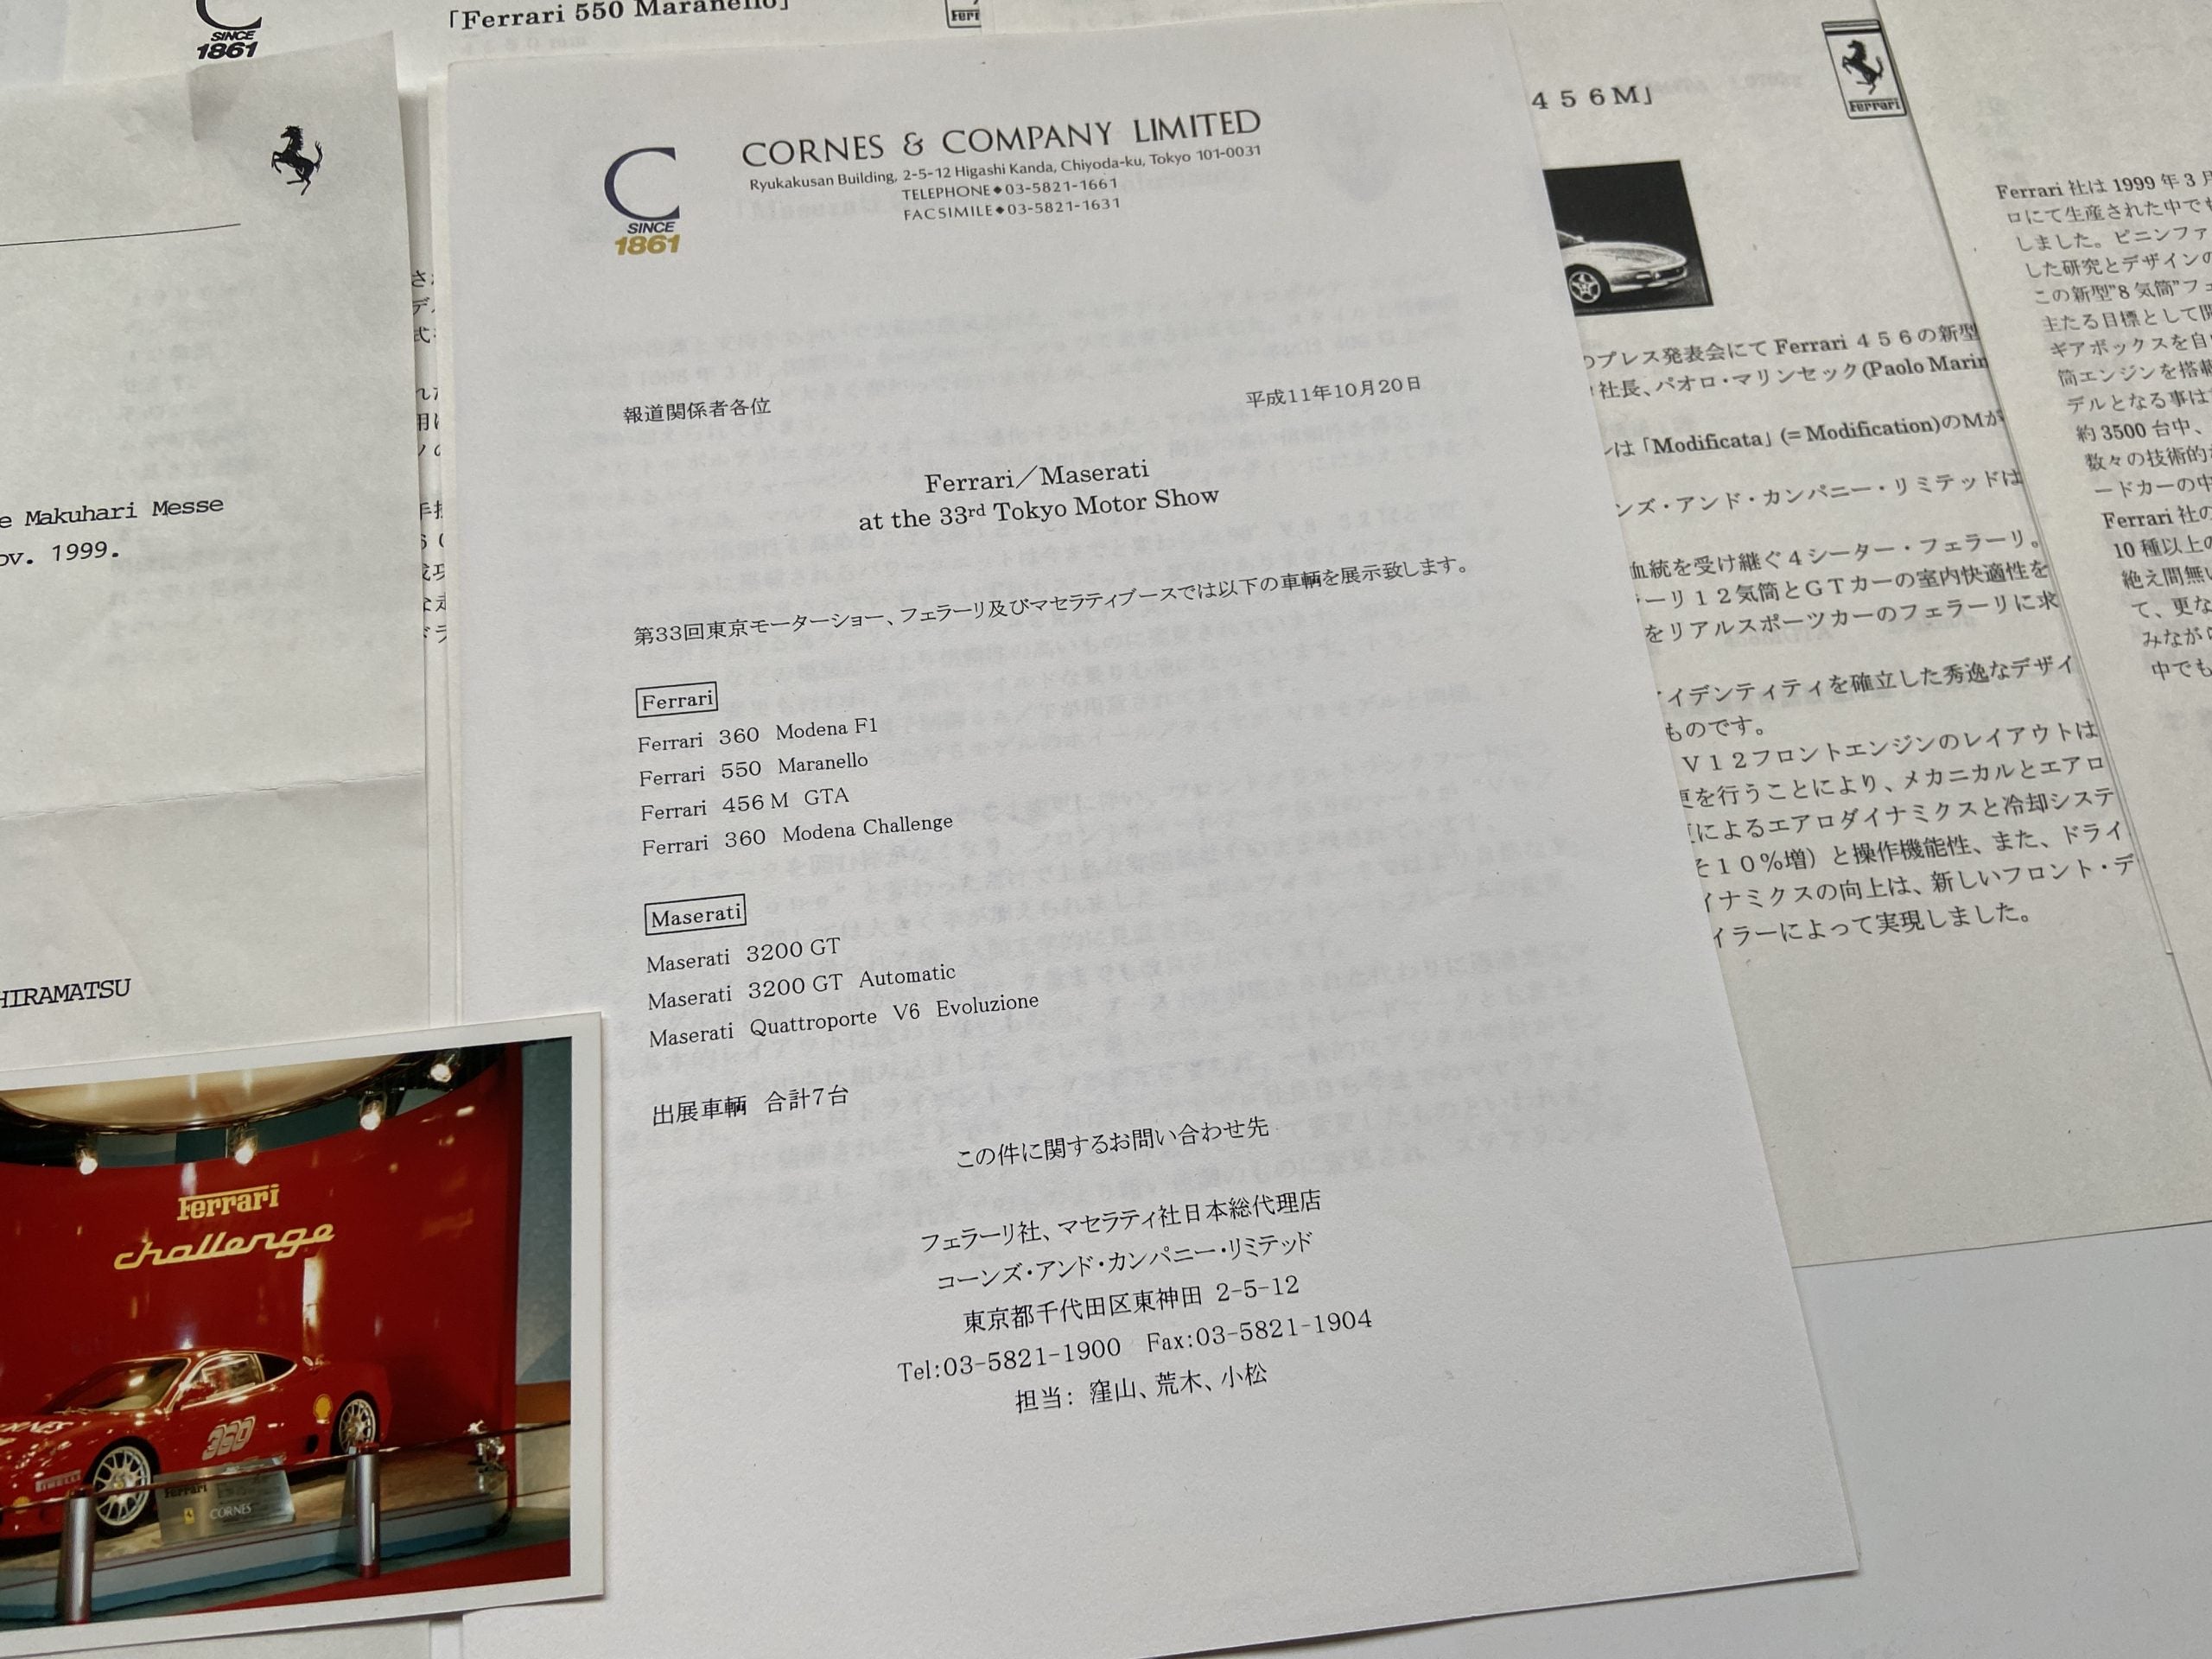 SINCE
1861
「Ferrari 550 Maranello」
Ferrari
Makuhari Messe
1999.
HIRAMATSU
C
SINCE
1861
CORNES & COMPANY LIMITED
Ryukakusan Building, 2-5-12 Higashi Kanda, Chiyoda-ku, Tokyo 101-0031
TELEPHONE◆03-5821-1661
FACSIMILE◆03-5821-1631
報道関係者各位
平成11年10月20日
Ferrari／Maserati
at the 33rd Tokyo Motor Show
第33回東京モーターショー、フェラーリ及びマセラティブースでは以下の車輌を展示致します。
Ferrari
Ferrari 360 Modena F1
Ferrari 550 Maranello
Ferrari 456M GTA
Ferrari 360 Modena Challenge
Maserati
Maserati 3200 GT
Maserati 3200 GT Automatic
Maserati Quattroporte V6 Evoluzione
出展車輌 合計7台
この件に関するお問い合わせ先
フェラーリ社、マセラティ社日本総代理店
コーンズ・アンド・カンパニー・リミテッド
東京都千代田区東神田 2-5-12
Tel:03-5821-1900 Fax:03-5821-1904
担当： 窪山、荒木、小松
Ferrari
challenge
360
PIRELLI
Ferrari
CORNES
４５６M」
Ferrari
のプレス発表会にて Ferrari ４５６の新型
社長、パオロ・マリンセック(Paolo Marin
は「Modificata」(= Modification)のMが
ンズ・アンド・カンパニー・リミテッドは
血統を受け継ぐ４シーター・フェラーリ。
ーリ１２気筒とＧＴカーの室内快適性を
をリアルスポーツカーのフェラーリに求
イデンティティを確立した秀逸なデザイ
ものです。
Ｖ１２フロントエンジンのレイアウトは
を行うことにより、メカニカルとエアロ
によるエアロダイナミクスと冷却システ
１０％増）と操作機能性、また、ドライ
イナミクスの向上は、新しいフロント・デ
イラーによって実現しました。
Ferrari 社は 1999 年 3 月
ロにて生産された中でも
しました。ピニンファ
した研究とデザインの
この新型"8 気筒"フェ
主たる目標として開
ギアボックスを自
筒エンジンを搭載
デルとなる事は
約 3500 台中、
数々の技術的
ードカーの中
Ferrari 社の
10 種以上の
絶え間無い
て、更な
みなが
中でも